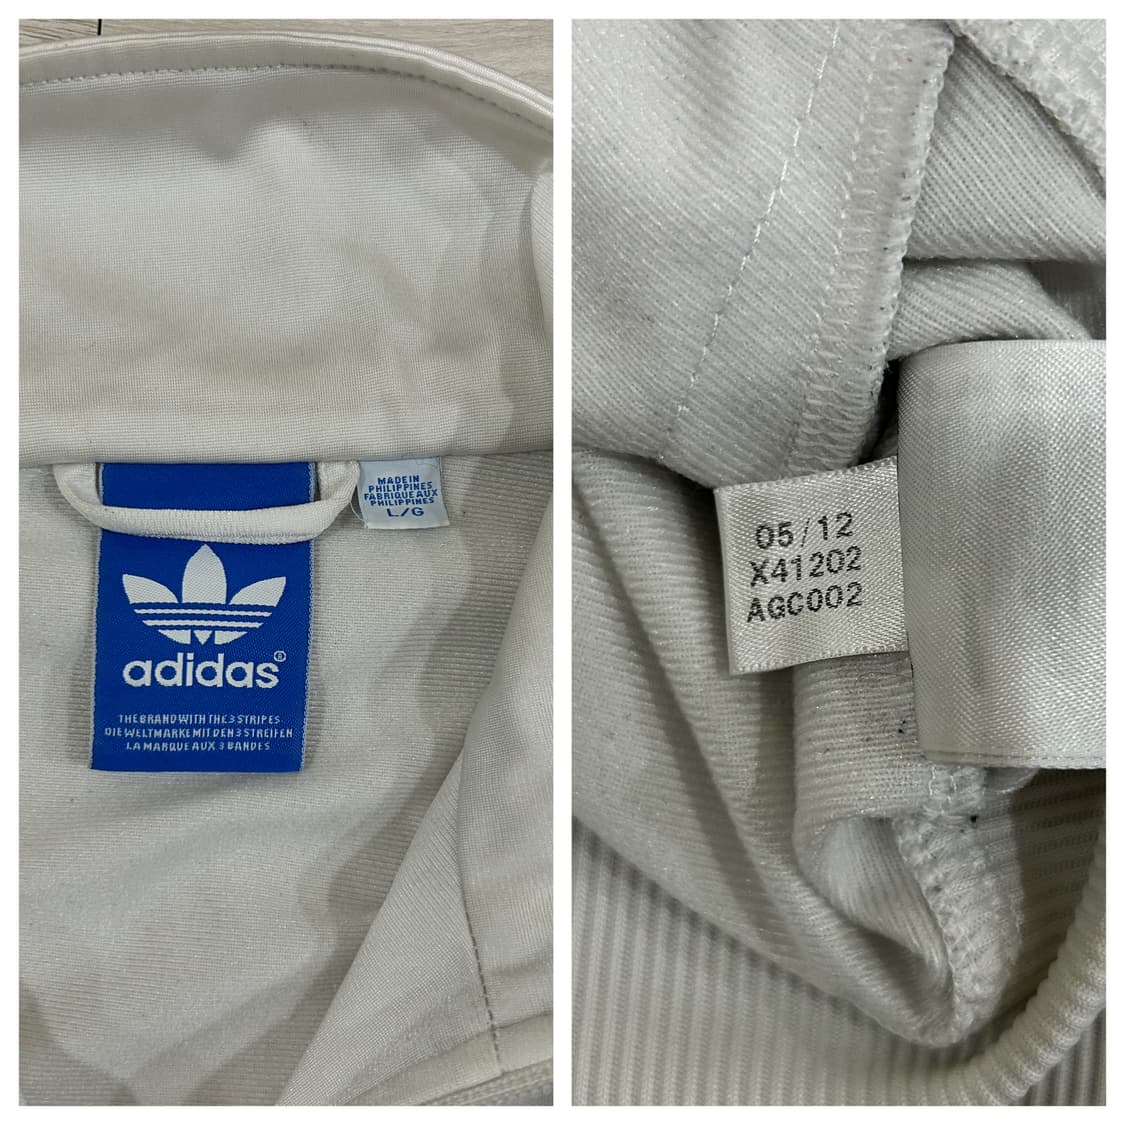 MADE IN
PHILIPPINES
FABRIQUE AUX
PHILIPPINES
L/G
adidas®
THE BRAND WITH THE 3 STRIPES
DIE WELTMARKE MIT DEN 3 STREIFEN
LA MARQUE AUX 3 BANDES
05/12
X41202
AGC002